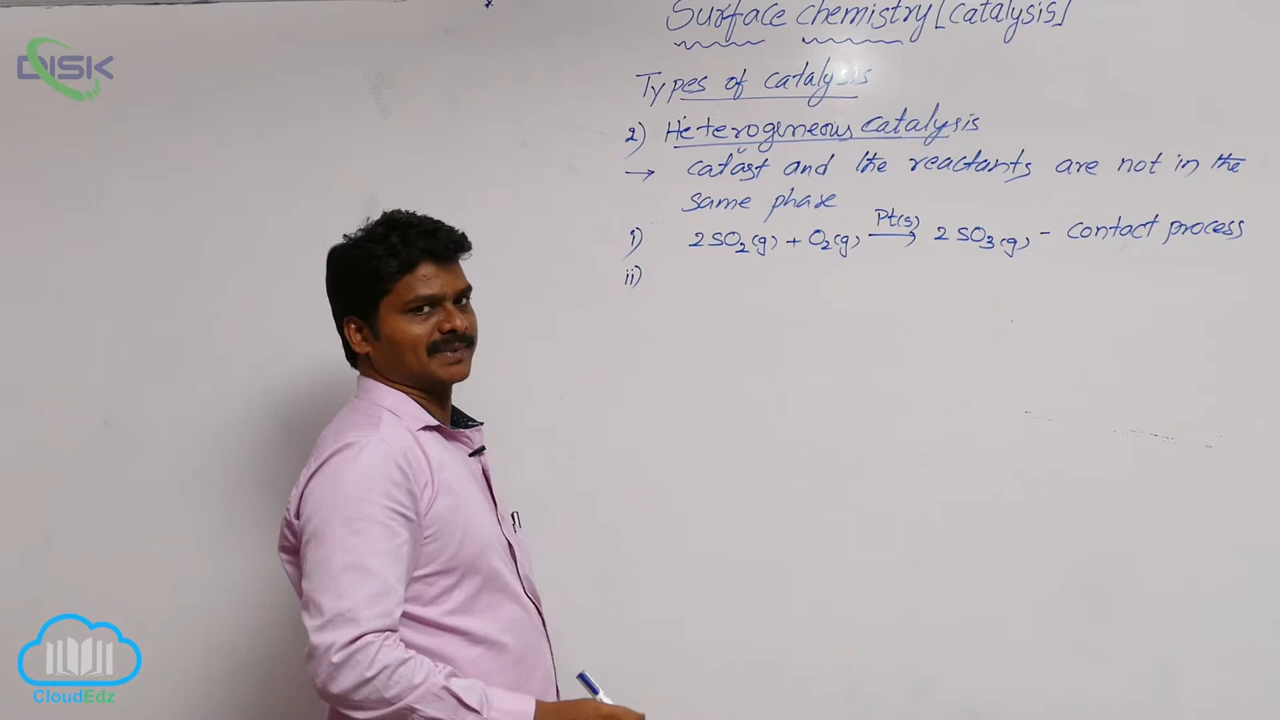 DISK
Surface chemistry [catalysis]
Types of catalysis
2) Heterogeneous catalysis
→ catalyst and the reactants are not in the
same phase
i) 2SO₂(g) + O₂(g) Pt(s)⟶ 2SO₃(g) - contact process
ii)
CloudEdz